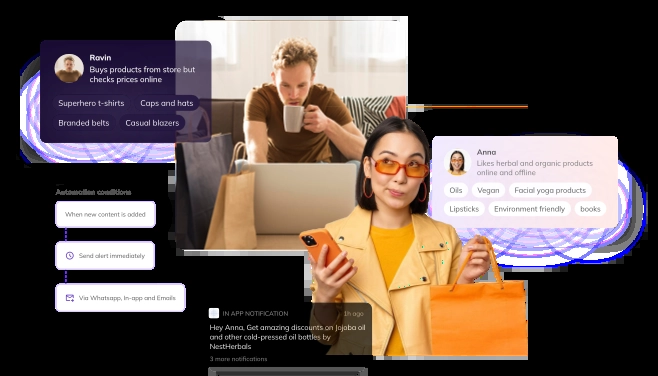 Ravin
Buys products from store but
checks prices online
Superhero t-shirts
Caps and hats
Branded belts
Casual blazers
Anna
Likes herbal and organic products
online and offline
Oils
Vegan
Facial yoga products
Lipsticks
Environment friendly
books
Automation conditions
When new content is added
Send alert immediately
Via Whatsapp, In-app and Emails
IN APP NOTIFICATION
1h ago
Hey Anna, Get amazing discounts on Jojoba oil
and other cold-pressed oil bottles by
NestHerbals
3 more notifications